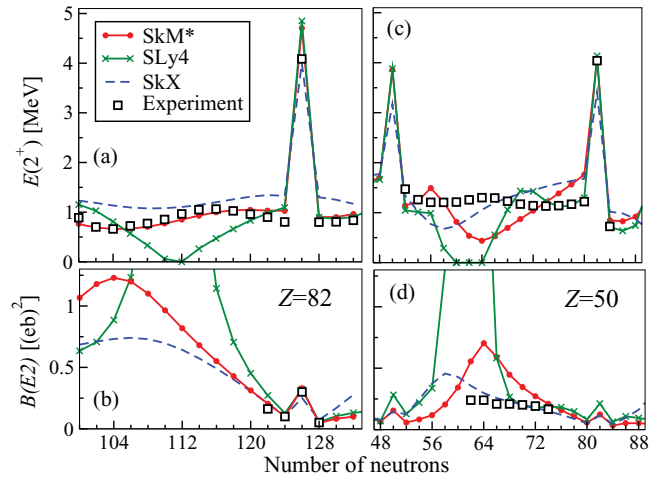 SkM*
SLy4
SkX
Experiment
(a)
(c)
E(2⁺) [MeV]
5
4
3
2
1
0
(b)
Z=82
(d)
Z=50
B(E2) [(eb)²]
1
0.5
0
104 112 120 128
48 56 64 72 80 88
Number of neutrons